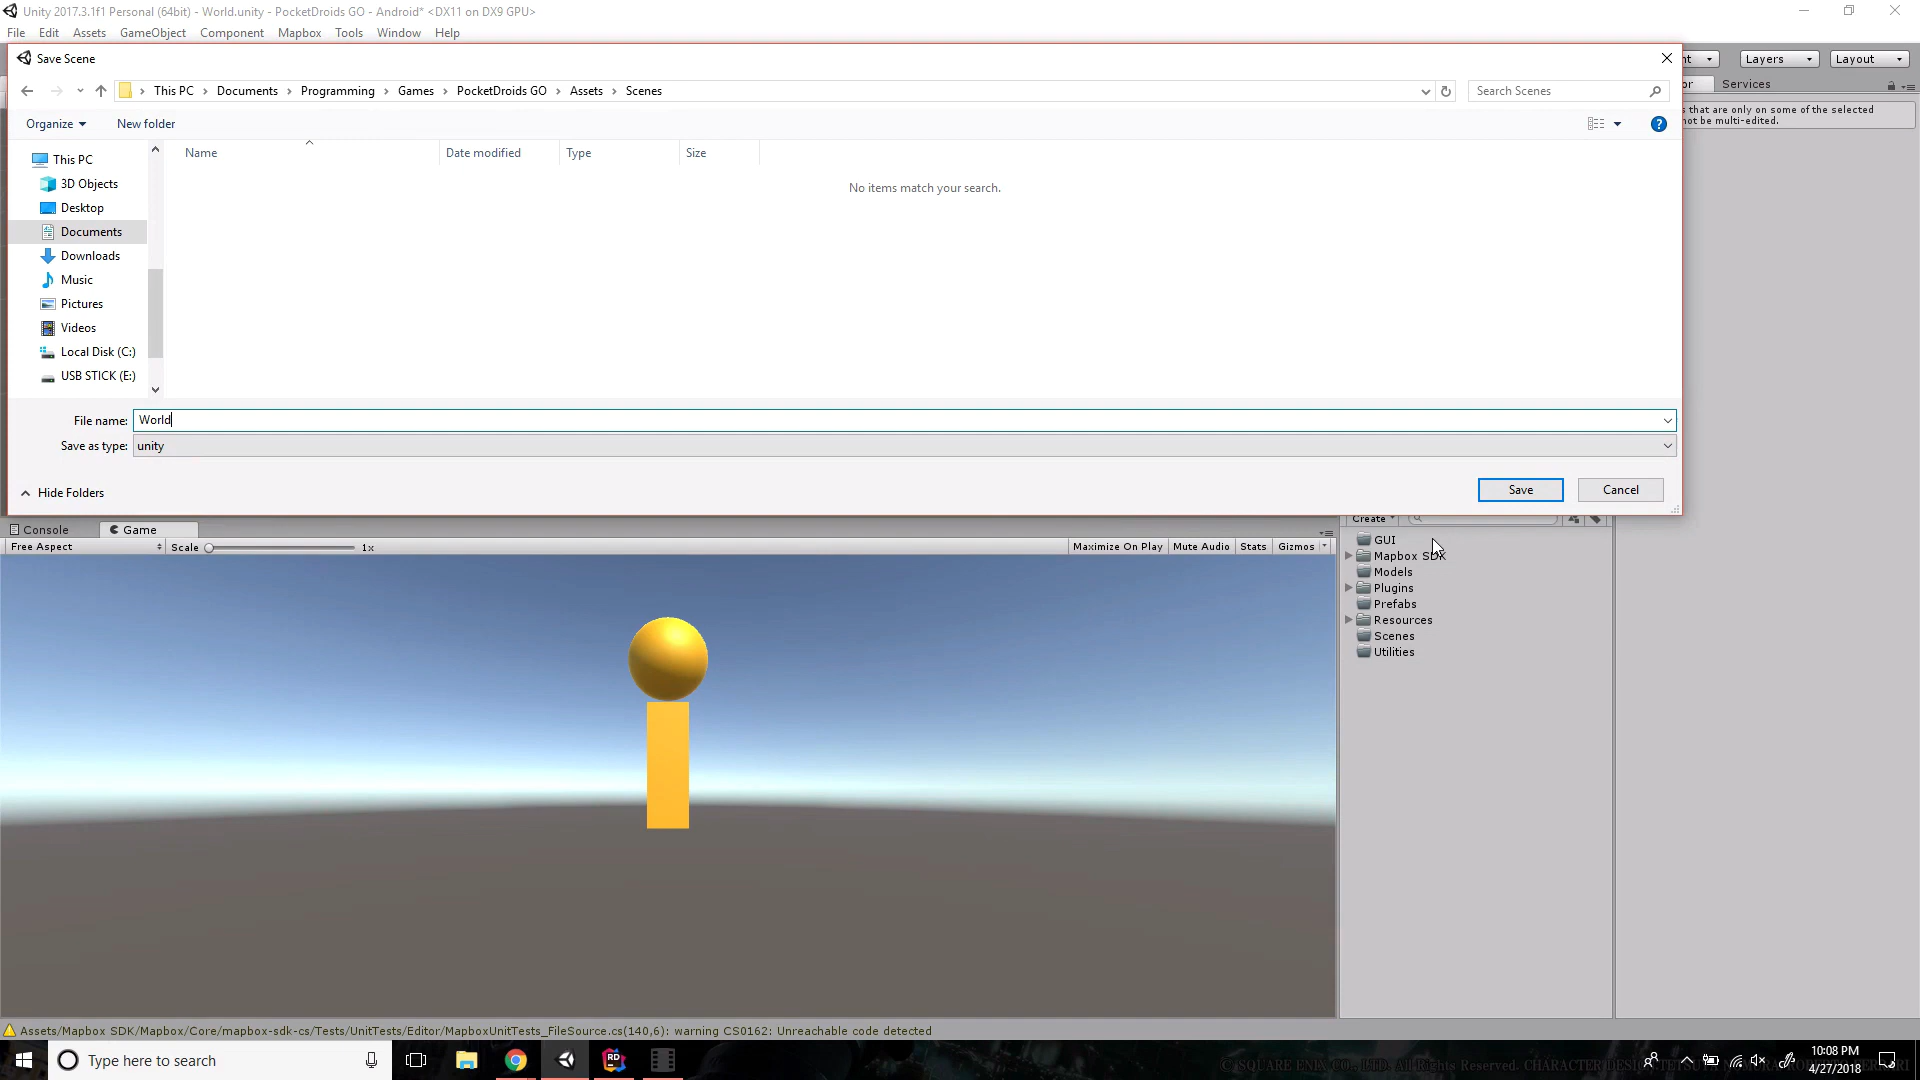 Unity 2017.3.1f1 Personal (64bit) - World.unity - PocketDroids GO - Android* <DX11 on DX9 GPU>
File Edit Assets GameObject Component Mapbox Tools Window Help
Save Scene
nt Layers Layout
This PC Documents Programming Games PocketDroids GO Assets Scenes
Search Scenes
or Services
s that are only on some of the selected
not be multi-edited.
Organize New folder
Name Date modified Type Size
No items match your search.
This PC
3D Objects
Desktop
Documents
Downloads
Music
Pictures
Videos
Local Disk (C:)
USB STICK (E:)
File name: World
Save as type: unity
Hide Folders
Save Cancel
Console Game
Create
Free Aspect Scale 1x Maximize On Play Mute Audio Stats Gizmos
GUI
Mapbox SDK
Models
Plugins
Prefabs
Resources
Scenes
Utilities
Assets/Mapbox SDK/Mapbox/Core/mapbox-sdk-cs/Tests/UnitTests/Editor/MapboxUnitTests_FileSource.cs(140,6): warning CS0162: Unreachable code detected
Type here to search
RD
10:08 PM
4/27/2018